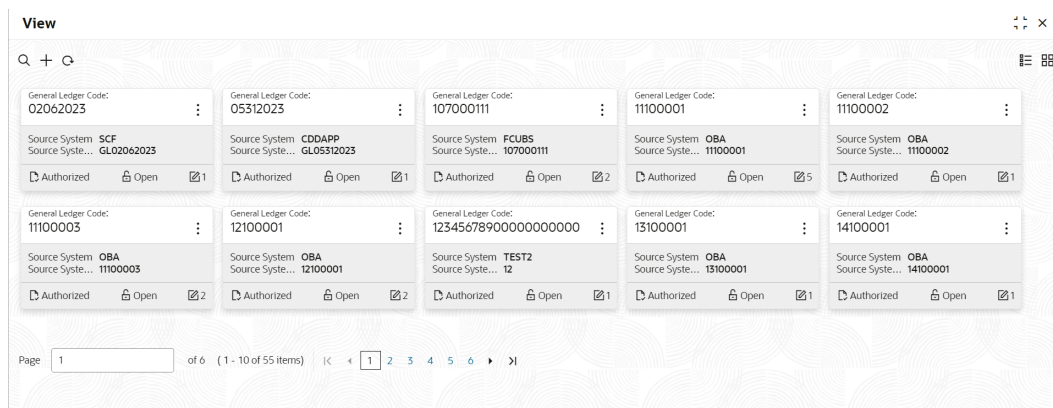 View
General Ledger Code:
02062023
Source System SCF
Source Syste... GL02062023
Authorized Open 1
General Ledger Code:
05312023
Source System CDDAPP
Source Syste... GL05312023
Authorized Open 1
General Ledger Code:
107000111
Source System FCUBS
Source Syste... 107000111
Authorized Open 2
General Ledger Code:
11100001
Source System OBA
Source Syste... 11100001
Authorized Open 5
General Ledger Code:
11100002
Source System OBA
Source Syste... 11100002
Authorized Open 1
General Ledger Code:
11100003
Source System OBA
Source Syste... 11100003
Authorized Open 2
General Ledger Code:
12100001
Source System OBA
Source Syste... 12100001
Authorized Open 2
General Ledger Code:
12345678900000000000
Source System TEST2
Source Syste... 12
Authorized Open 1
General Ledger Code:
13100001
Source System OBA
Source Syste... 13100001
Authorized Open 1
General Ledger Code:
14100001
Source System OBA
Source Syste... 14100001
Authorized Open 1
Page 1 of 6 ( 1 - 10 of 55 items) 1 2 3 4 5 6